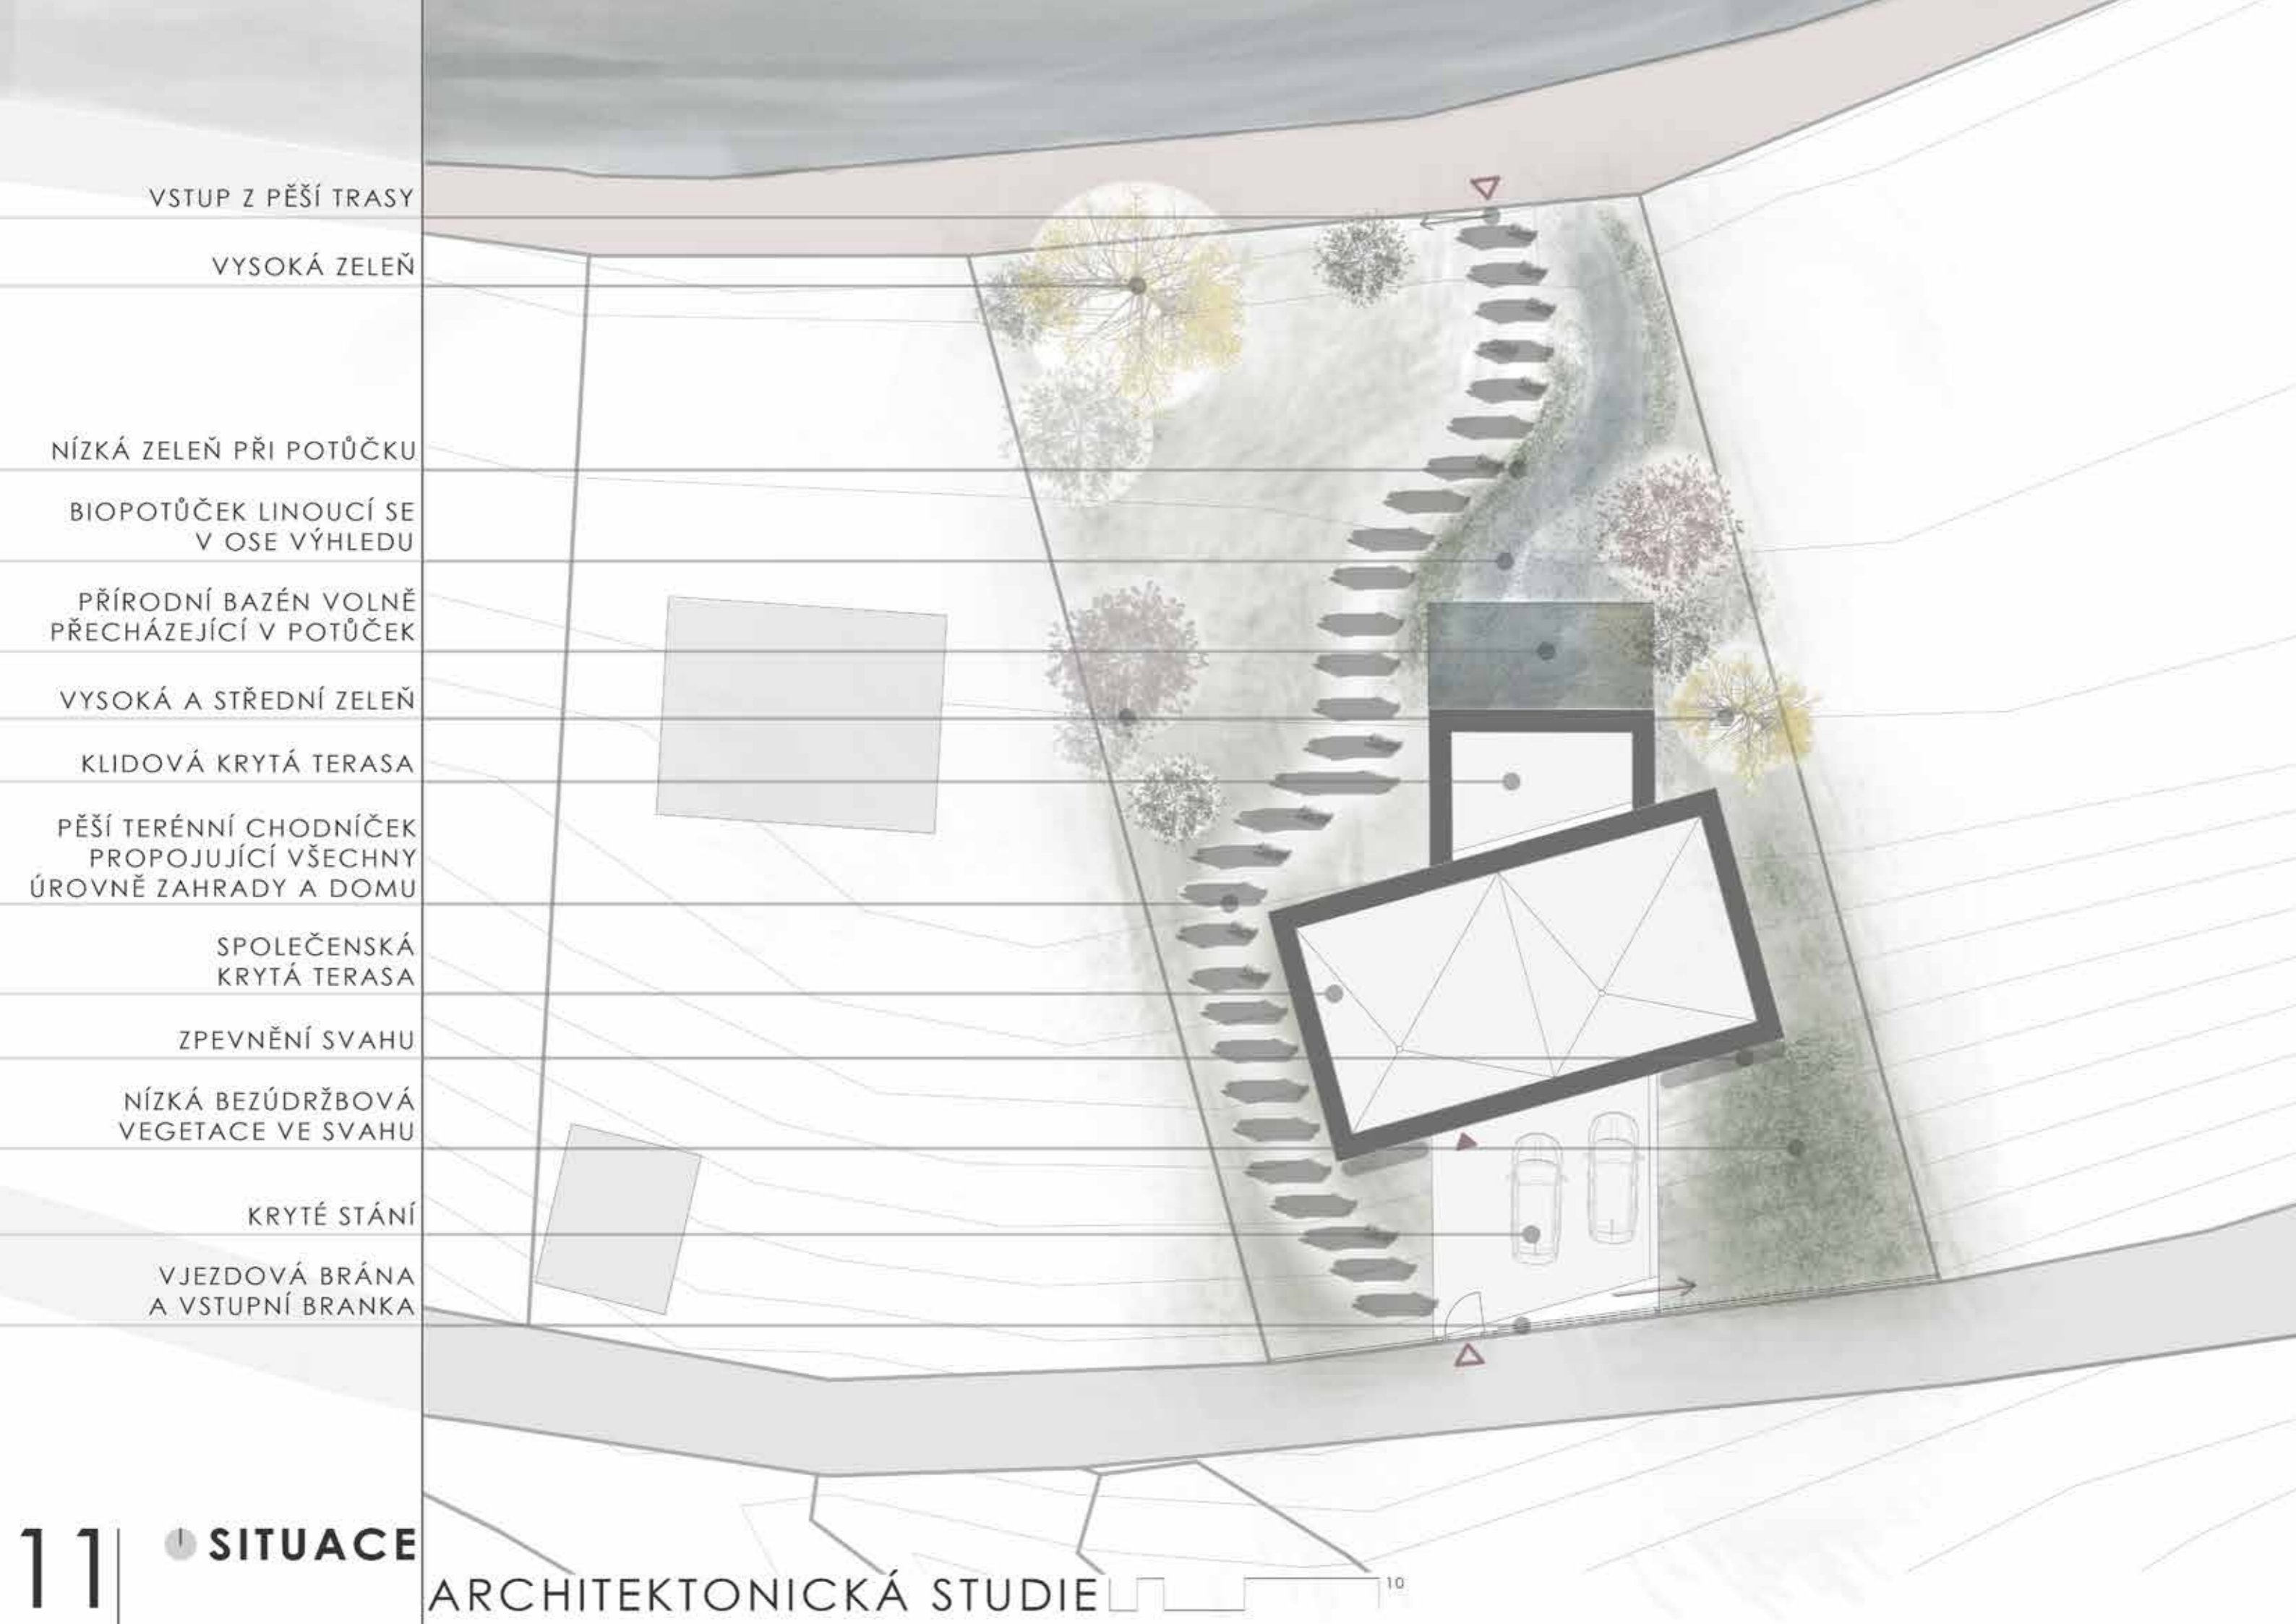 VSTUP Z PĚŠÍ TRASY
VYSOKÁ ZELEŇ
NÍZKÁ ZELEŇ PŘI POTŮČKU
BIOPOTŮČEK LINOUCÍ SE
V OSE VÝHLEDU
PŘÍRODNÍ BAZÉN VOLNĚ
PŘECHÁZEJÍCÍ V POTŮČEK
VYSOKÁ A STŘEDNÍ ZELEŇ
KLIDOVÁ KRYTÁ TERASA
PĚŠÍ TERÉNNÍ CHODNÍČEK
PROPOJUJÍCÍ VŠECHNY
ÚROVNĚ ZAHRADY A DOMU
SPOLEČENSKÁ
KRYTÁ TERASA
ZPEVNĚNÍ SVAHU
NÍZKÁ BEZÚDRŽBOVÁ
VEGETACE VE SVAHU
KRYTÉ STÁNÍ
VJEZDOVÁ BRÁNA
A VSTUPNÍ BRANKA
11 SITUACE
ARCHITEKTONICKÁ STUDIE 10